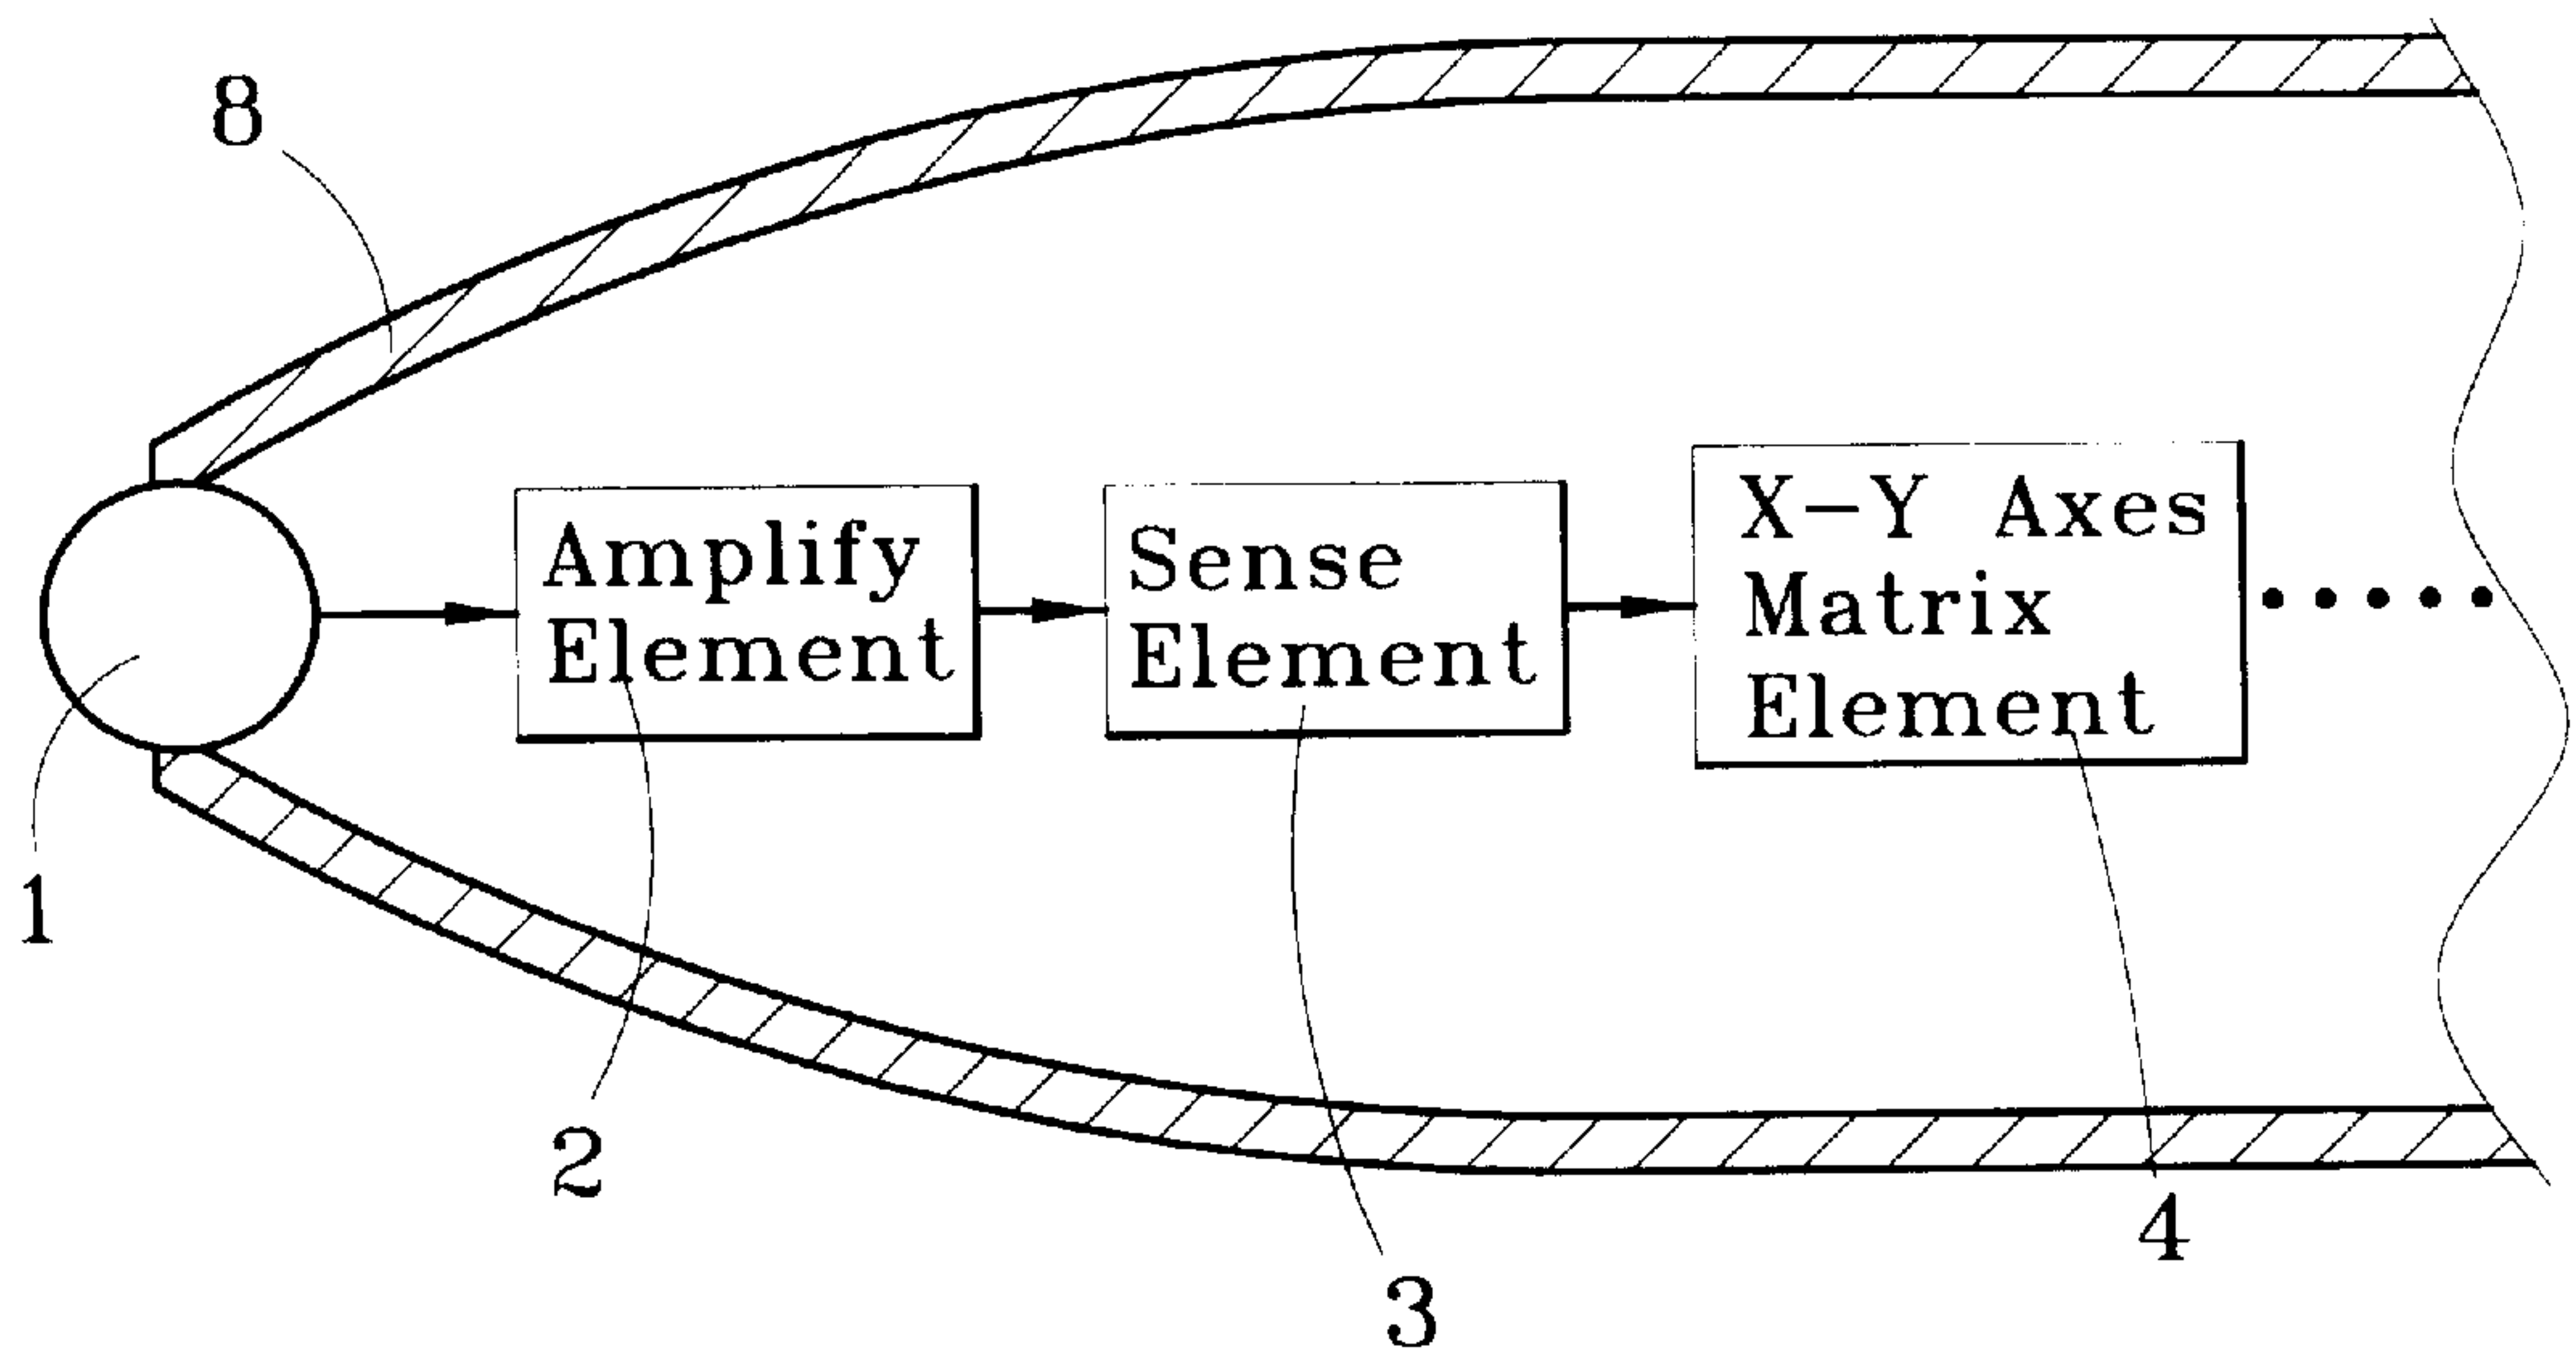 8
Amplify
Element
Sense
Element
X-Y Axes
Matrix
Element
1
2
3
4